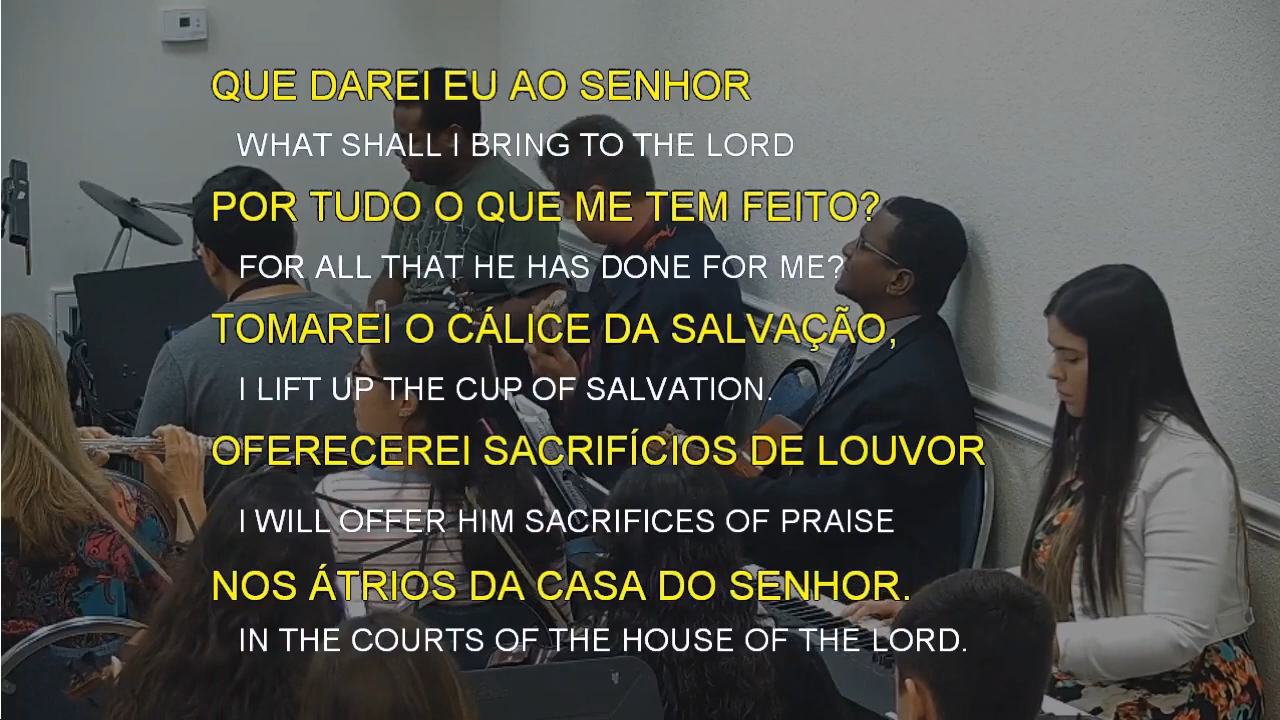 QUE DAREI EU AO SENHOR
WHAT SHALL I BRING TO THE LORD
POR TUDO O QUE ME TEM FEITO?
FOR ALL THAT HE HAS DONE FOR ME?
TOMAREI O CÁLICE DA SALVAÇÃO,
I LIFT UP THE CUP OF SALVATION.
OFERECEREI SACRIFÍCIOS DE LOUVOR
I WILL OFFER HIM SACRIFICES OF PRAISE
NOS ÁTRIOS DA CASA DO SENHOR.
IN THE COURTS OF THE HOUSE OF THE LORD.